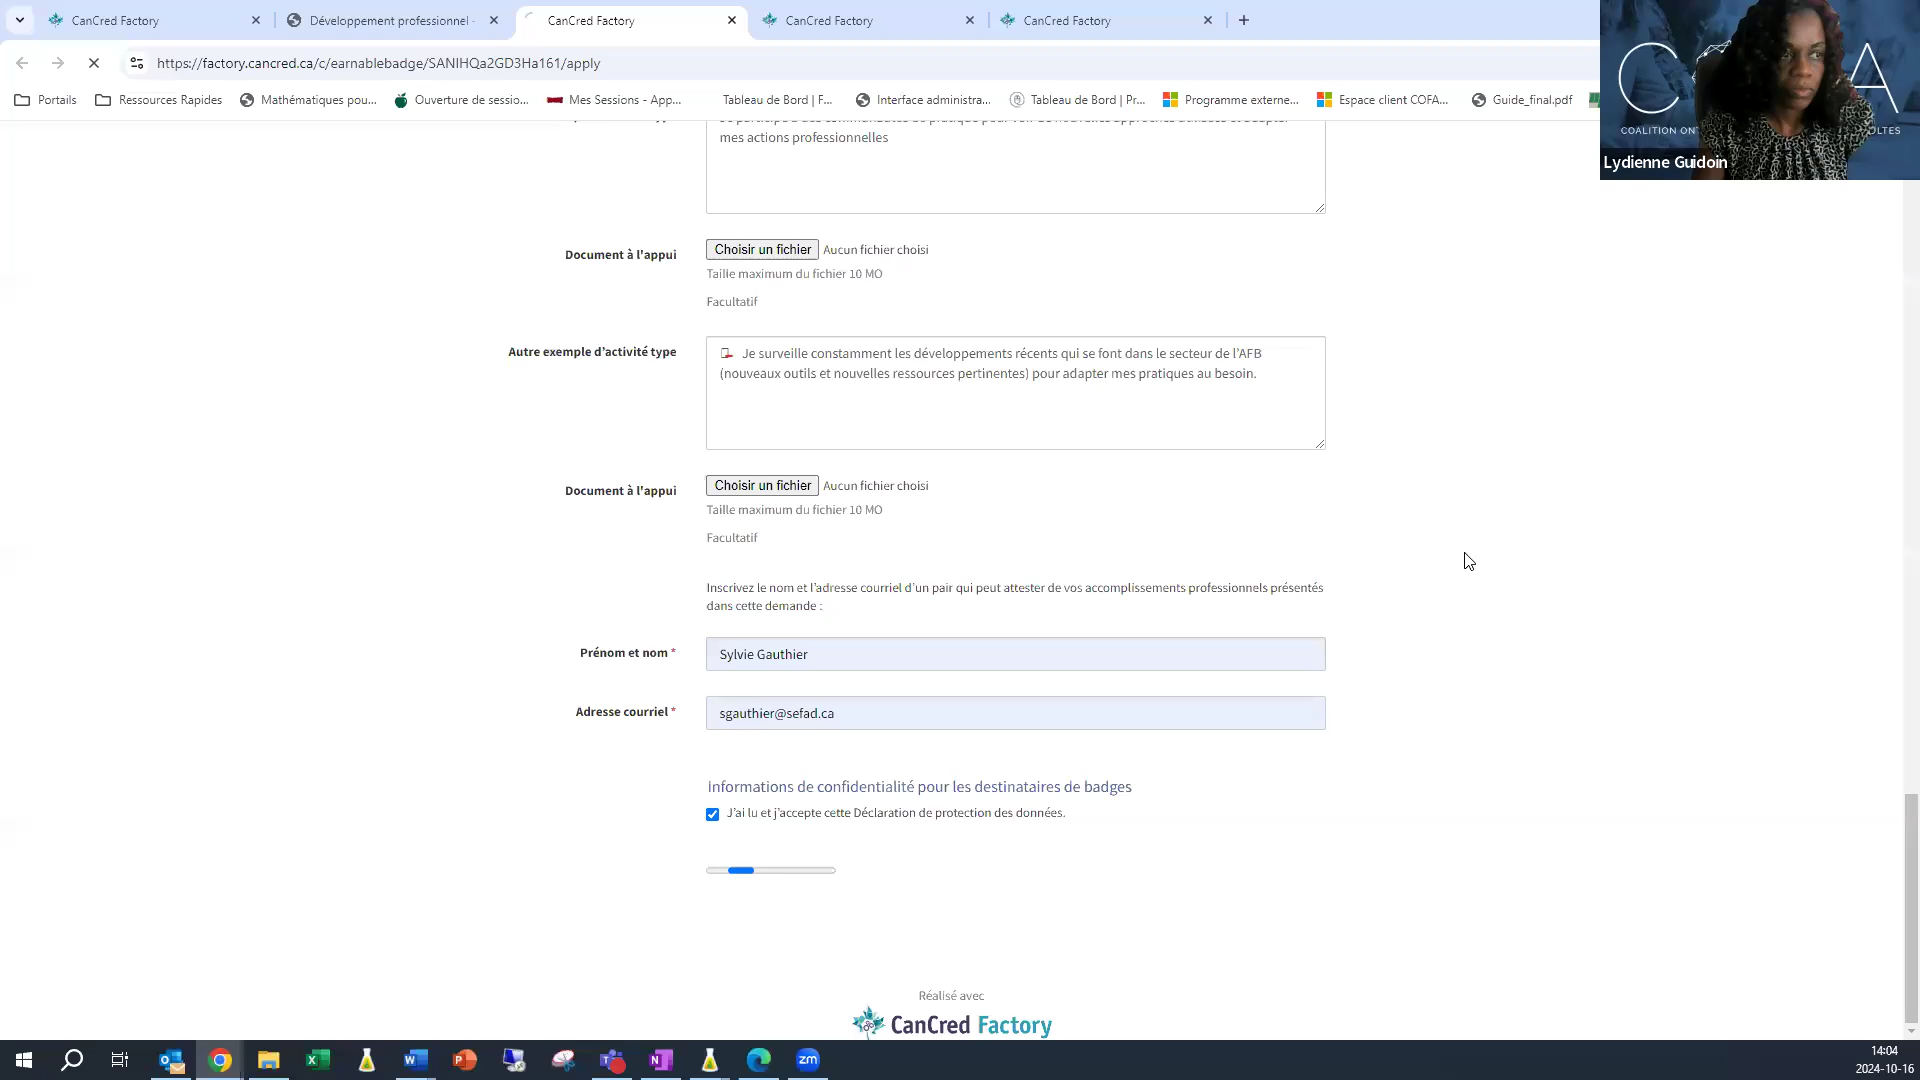 CanCred Factory
Développement professionnel -
CanCred Factory
CanCred Factory
CanCred Factory
https://factory.cancred.ca/c/earnablebadge/SANIHQa2GD3Ha161/apply
Portails
Ressources Rapides
Mathématiques pou...
Ouverture de sessio...
Mes Sessions - App...
Tableau de Bord | F...
Interface administra...
Tableau de Bord | Pr...
Programme externe...
Espace client COFA...
Guide_final.pdf
COALITION ON
LTES
Lydienne Guidoin
mes actions professionnelles
Document à l'appui
Choisir un fichier Aucun fichier choisi
Taille maximum du fichier 10 MO
Facultatif
Autre exemple d'activité type
Je surveille constamment les développements récents qui se font dans le secteur de l'AFB
(nouveaux outils et nouvelles ressources pertinentes) pour adapter mes pratiques au besoin.
Document à l'appui
Choisir un fichier Aucun fichier choisi
Taille maximum du fichier 10 MO
Facultatif
Inscrivez le nom et l'adresse courriel d'un pair qui peut attester de vos accomplissements professionnels présentés
dans cette demande :
Prénom et nom *
Sylvie Gauthier
Adresse courriel *
sgauthier@sefad.ca
Informations de confidentialité pour les destinataires de badges
J'ai lu et j'accepte cette Déclaration de protection des données.
Réalisé avec
CanCred Factory
zm
14:04
2024-10-16